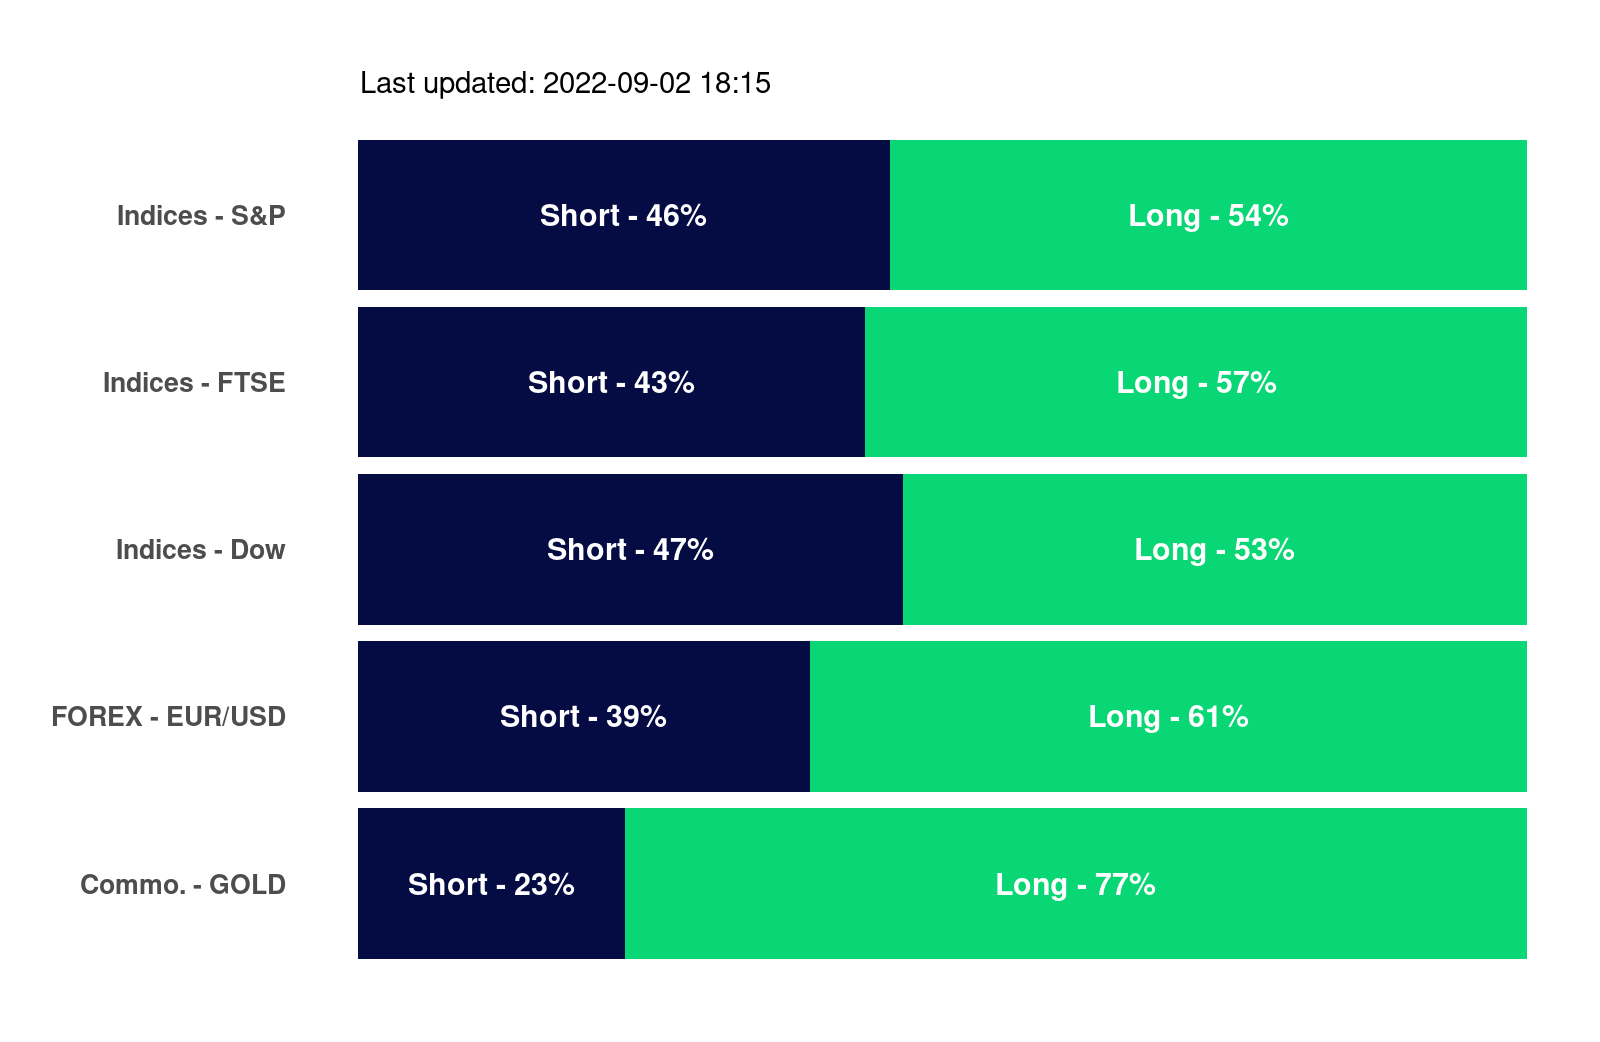 Last updated: 2022-09-02 18:15
Indices - S&P Short - 46% Long - 54%
Indices - FTSE Short - 43% Long - 57%
Indices - Dow Short - 47% Long - 53%
FOREX - EUR/USD Short - 39% Long - 61%
Commo. - GOLD Short - 23% Long - 77%